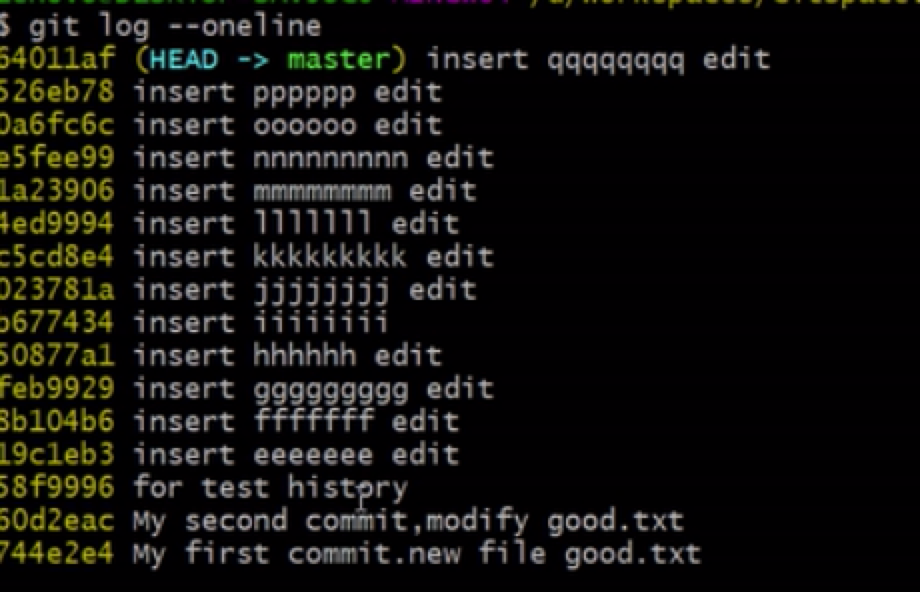 $ git log --oneline
64011af (HEAD -> master) insert qqqqqqqq edit
526eb78 insert pppppp edit
0a6fc6c insert oooooo edit
e5fee99 insert nnnnnnnnn edit
1a23906 insert mmmmmmmm edit
4ed9994 insert lllllll edit
c5cd8e4 insert kkkkkkkkk edit
023781a insert jjjjjjjj edit
b677434 insert iiiiiiii
50877a1 insert hhhhhh edit
feb9929 insert ggggggggg edit
8b104b6 insert fffffff edit
19c1eb3 insert eeeeeee edit
58f9996 for test history
60d2eac My second commit,modify good.txt
744e2e4 My first commit.new file good.txt